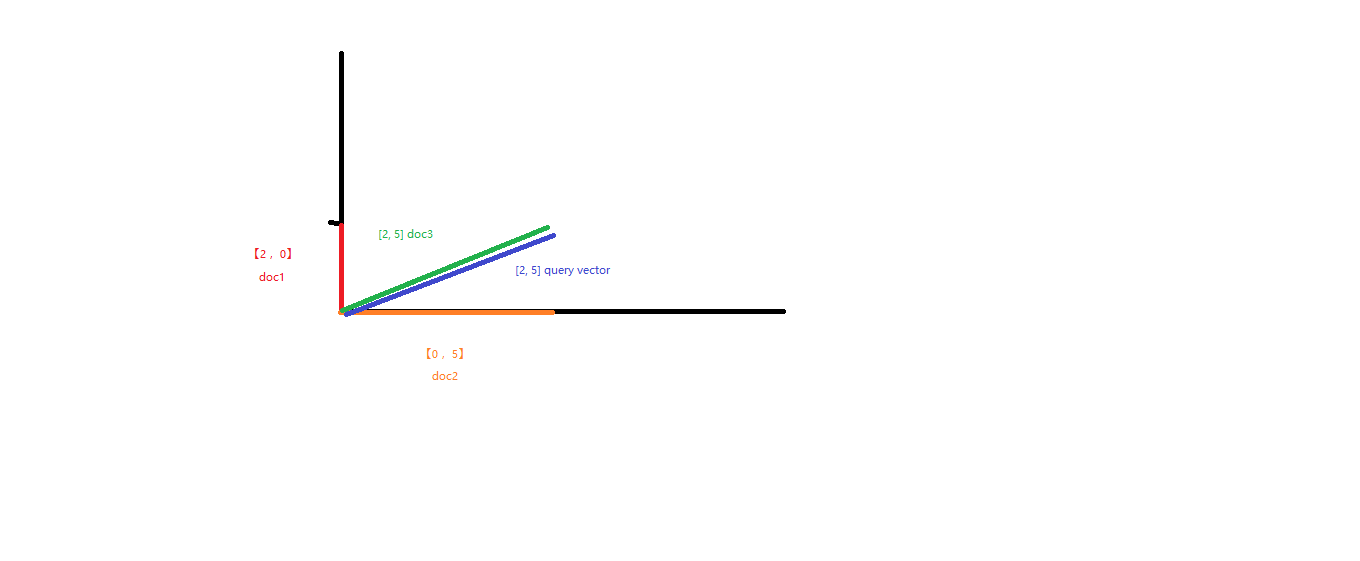 [2, 5] doc3
【2 ，0】
doc1
[2, 5] query vector
【0 ，5】
doc2